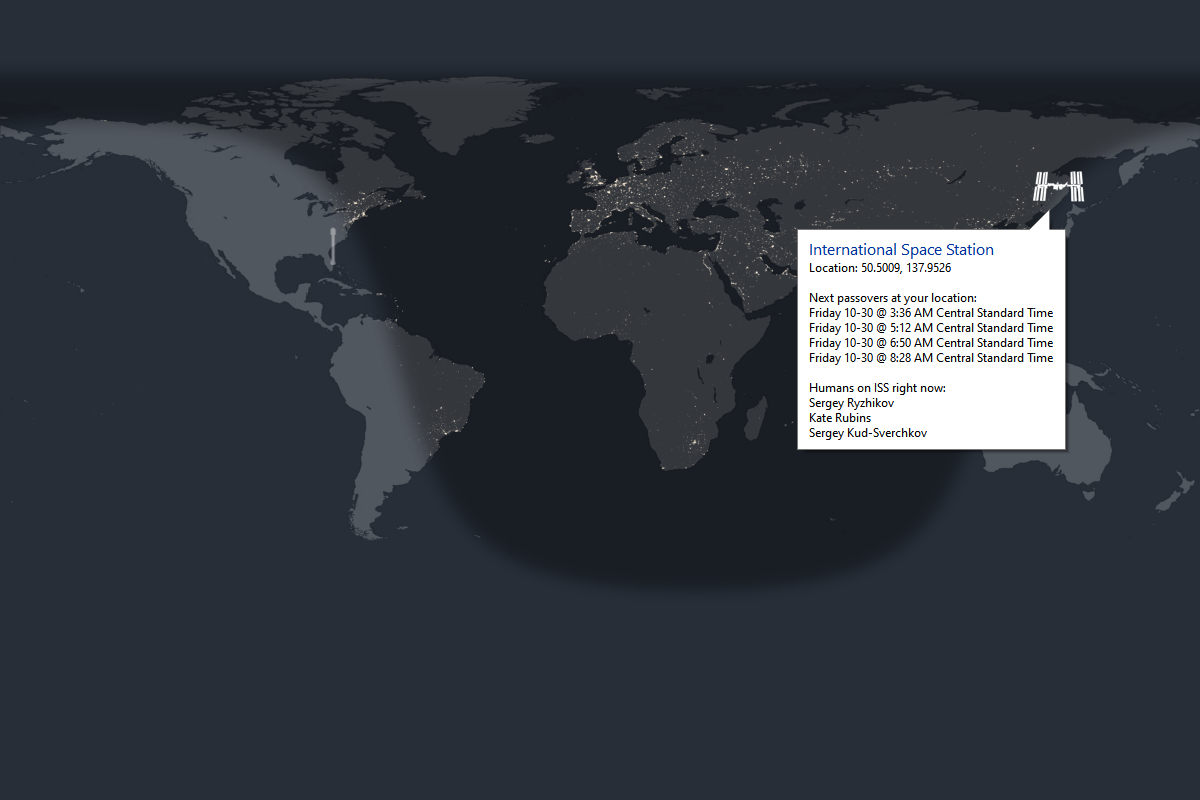 International Space Station
Location: 50.5009, 137.9526
Next passovers at your location:
Friday 10-30 @ 3:36 AM Central Standard Time
Friday 10-30 @ 5:12 AM Central Standard Time
Friday 10-30 @ 6:50 AM Central Standard Time
Friday 10-30 @ 8:28 AM Central Standard Time
Humans on ISS right now:
Sergey Ryzhikov
Kate Rubins
Sergey Kud-Sverchkov